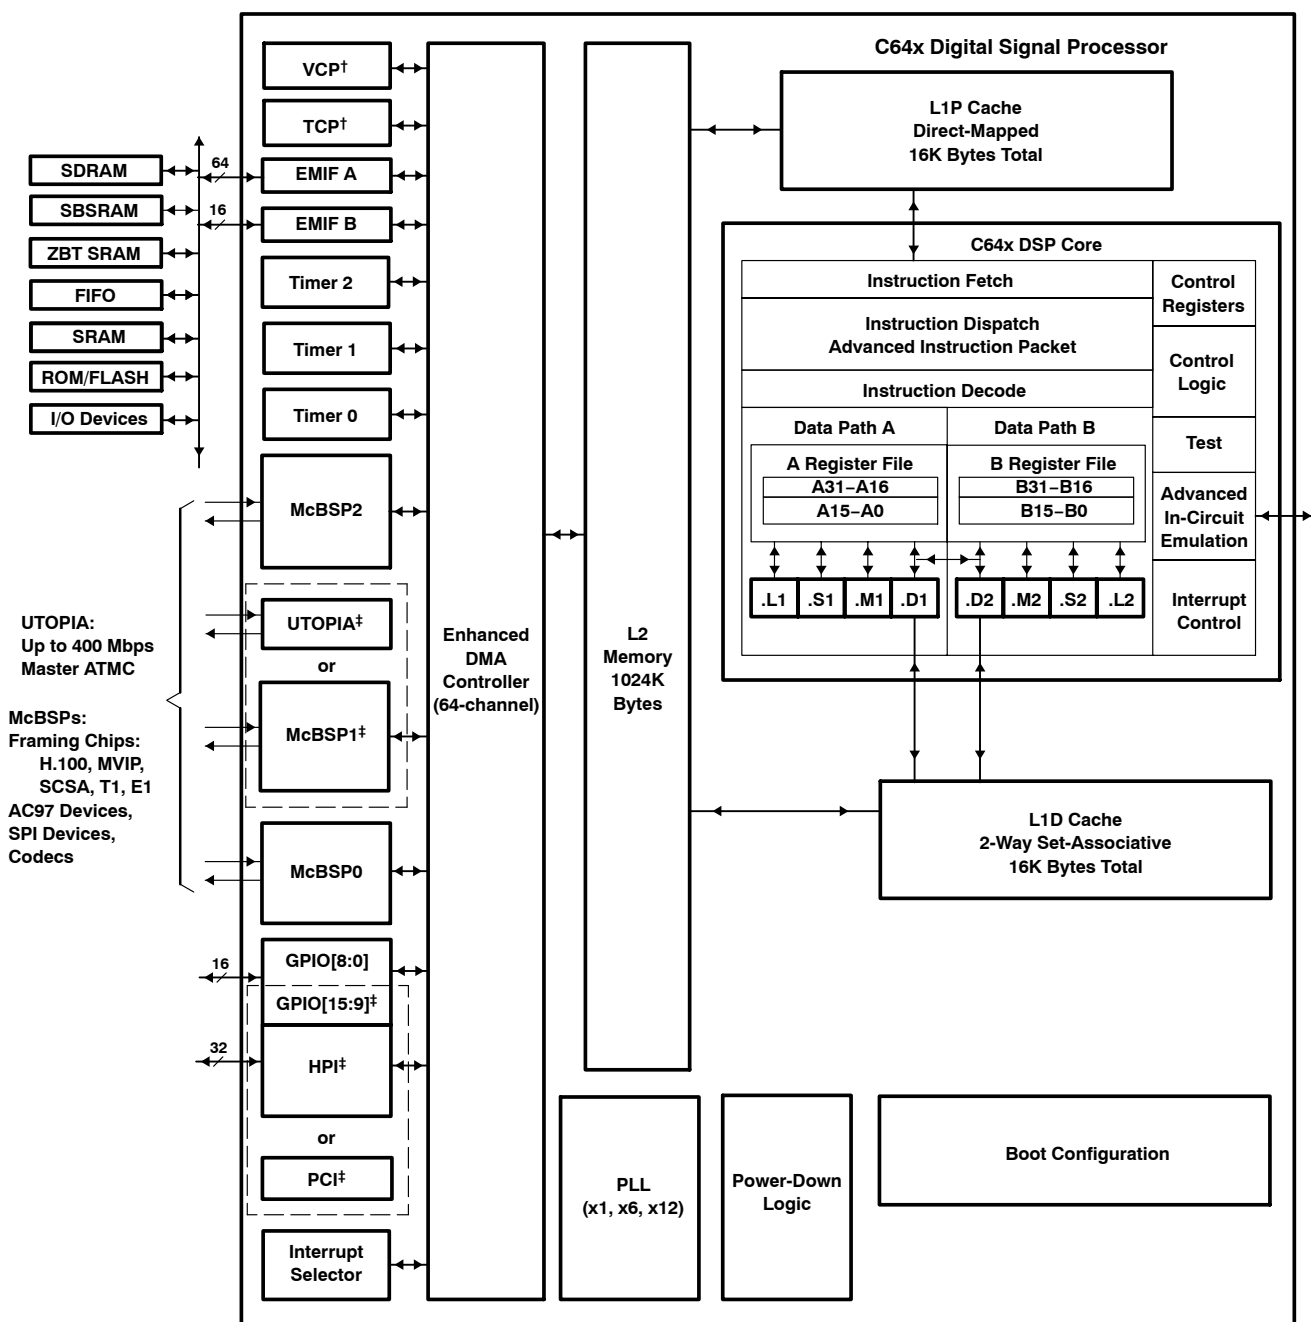 C64x Digital Signal Processor
VCP†
TCP†
EMIF A
EMIF B
Timer 2
Timer 1
Timer 0
McBSP2
UTOPIA‡
or
McBSP1‡
McBSP0
GPIO[8:0]
GPIO[15:9]‡
HPI‡
or
PCI‡
Interrupt
Selector
64
16
16
32
SDRAM
SBSRAM
ZBT SRAM
FIFO
SRAM
ROM/FLASH
I/O Devices
UTOPIA:
Up to 400 Mbps
Master ATMC
McBSPs:
Framing Chips:
H.100, MVIP,
SCSA, T1, E1
AC97 Devices,
SPI Devices,
Codecs
Enhanced
DMA
Controller
(64-channel)
L2
Memory
1024K
Bytes
L1P Cache
Direct-Mapped
16K Bytes Total
C64x DSP Core
Instruction Fetch
Instruction Dispatch
Advanced Instruction Packet
Instruction Decode
Data Path A
Data Path B
A Register File
A31−A16
A15−A0
B Register File
B31−B16
B15−B0
.L1
.S1
.M1
.D1
.D2
.M2
.S2
.L2
Control
Registers
Control
Logic
Test
Advanced
In-Circuit
Emulation
Interrupt
Control
L1D Cache
2-Way Set-Associative
16K Bytes Total
PLL
(x1, x6, x12)
Power-Down
Logic
Boot Configuration